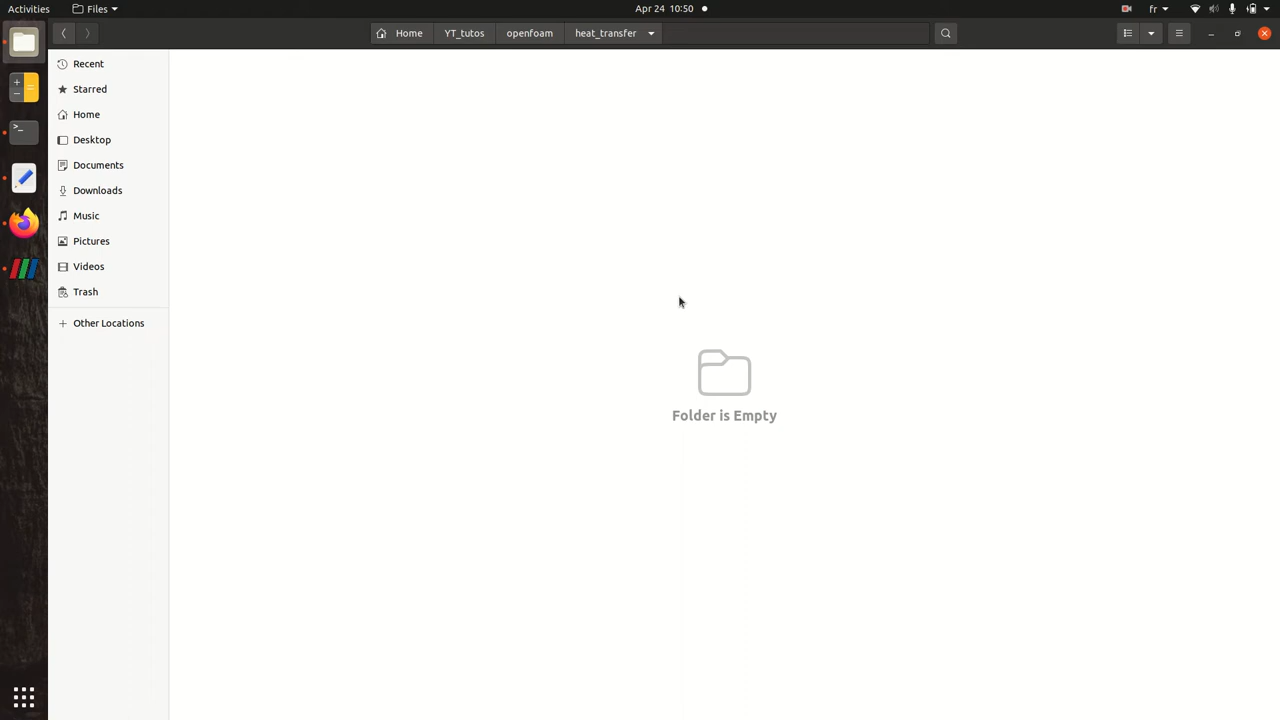 Activities
Files
Apr 24 10:50
fr
Home
YT_tutos
openfoam
heat_transfer
Recent
Starred
Home
Desktop
Documents
Downloads
Music
Pictures
Videos
Trash
Other Locations
Folder is Empty